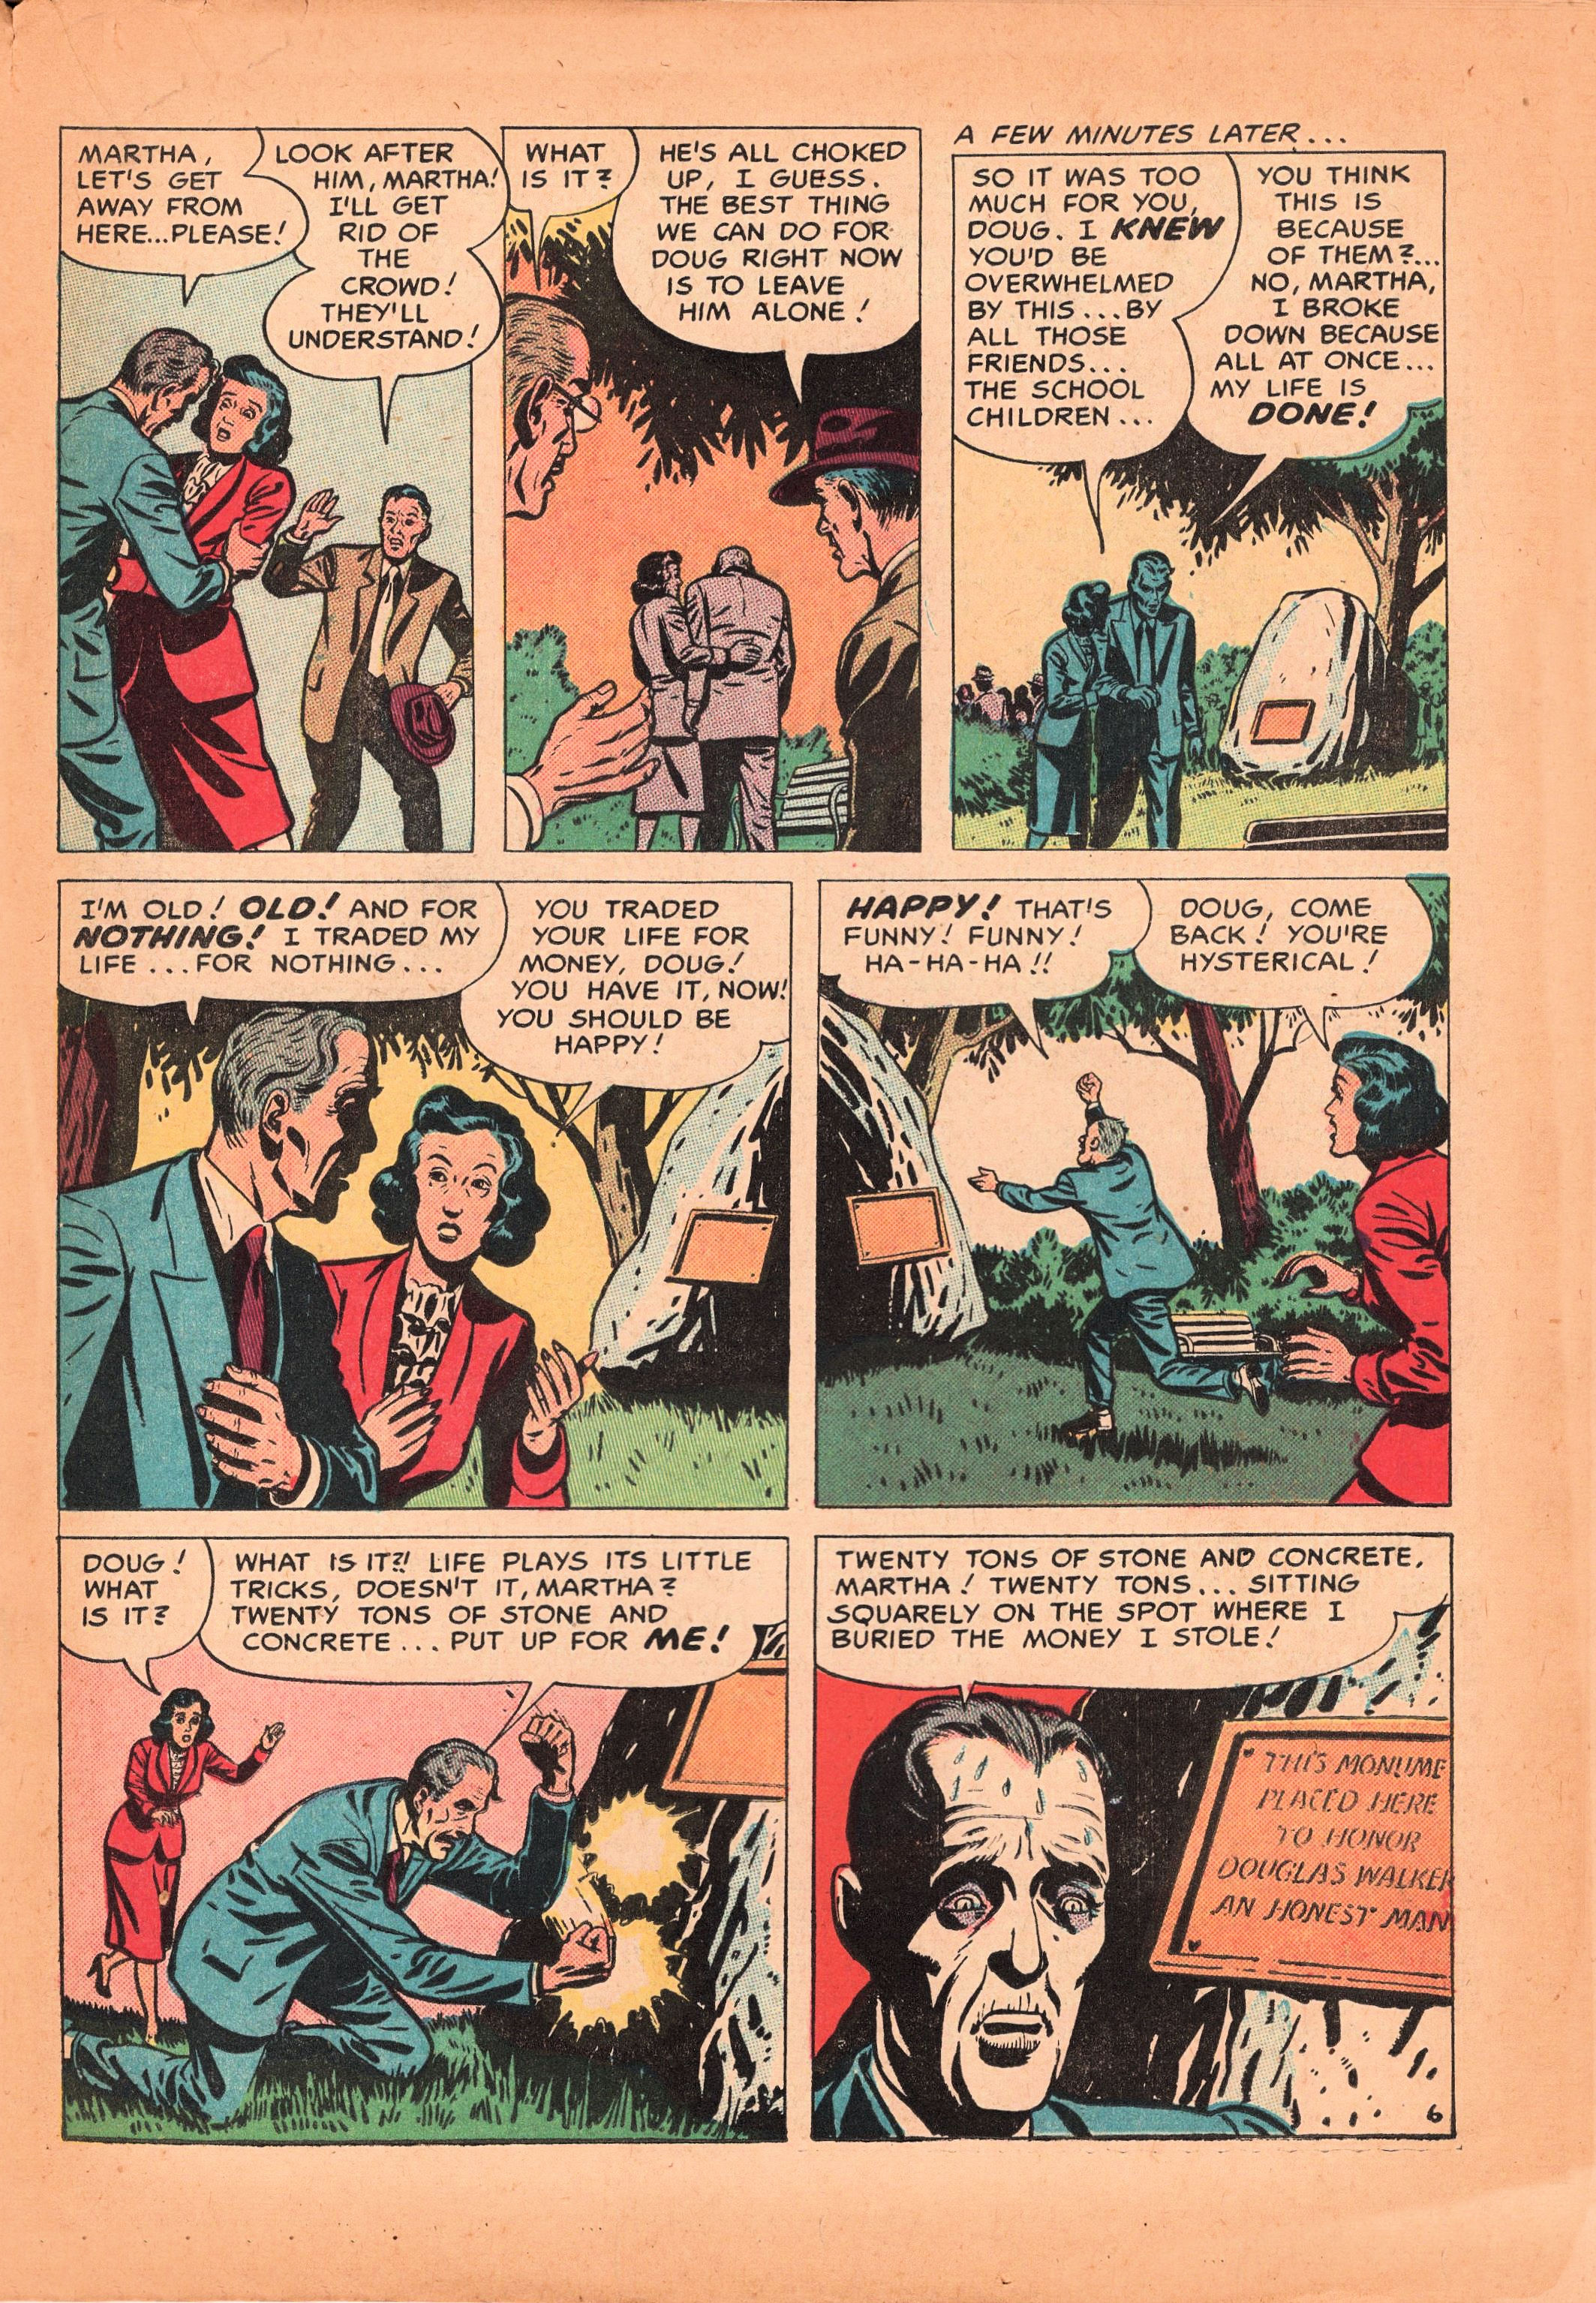 MARTHA,
LET'S GET
AWAY FROM
HERE...PLEASE!
LOOK AFTER
HIM, MARTHA!
I'LL GET
RID OF
THE
CROWD!
THEY'LL
UNDERSTAND!
WHAT
IS IT?
HE'S ALL CHOKED
UP, I GUESS.
THE BEST THING
WE CAN DO FOR
DOUG RIGHT NOW
IS TO LEAVE
HIM ALONE!
A FEW MINUTES LATER...
SO IT WAS TOO
MUCH FOR YOU,
DOUG. I KNEW
YOU'D BE
OVERWHELMED
BY THIS...BY
ALL THOSE
FRIENDS...
THE SCHOOL
CHILDREN...
YOU THINK
THIS IS
BECAUSE
OF THEM?...
NO, MARTHA,
I BROKE
DOWN BECAUSE
ALL AT ONCE...
MY LIFE IS
DONE!
I'M OLD! OLD! AND FOR
NOTHING! I TRADED MY
LIFE...FOR NOTHING...
YOU TRADED
YOUR LIFE FOR
MONEY, DOUG!
YOU HAVE IT, NOW!
YOU SHOULD BE
HAPPY!
HAPPY! THAT'S
FUNNY! FUNNY!
HA-HA-HA!!
DOUG, COME
BACK! YOU'RE
HYSTERICAL!
DOUG!
WHAT
IS IT?
WHAT IS IT?! LIFE PLAYS ITS LITTLE
TRICKS, DOESN'T IT, MARTHA?
TWENTY TONS OF STONE AND
CONCRETE... PUT UP FOR ME!
TWENTY TONS OF STONE AND CONCRETE,
MARTHA! TWENTY TONS... SITTING
SQUARELY ON THE SPOT WHERE I
BURIED THE MONEY I STOLE!
THIS MONUME
PLACED HERE
TO HONOR
DOUGLAS WALKER
AN HONEST MAN
6